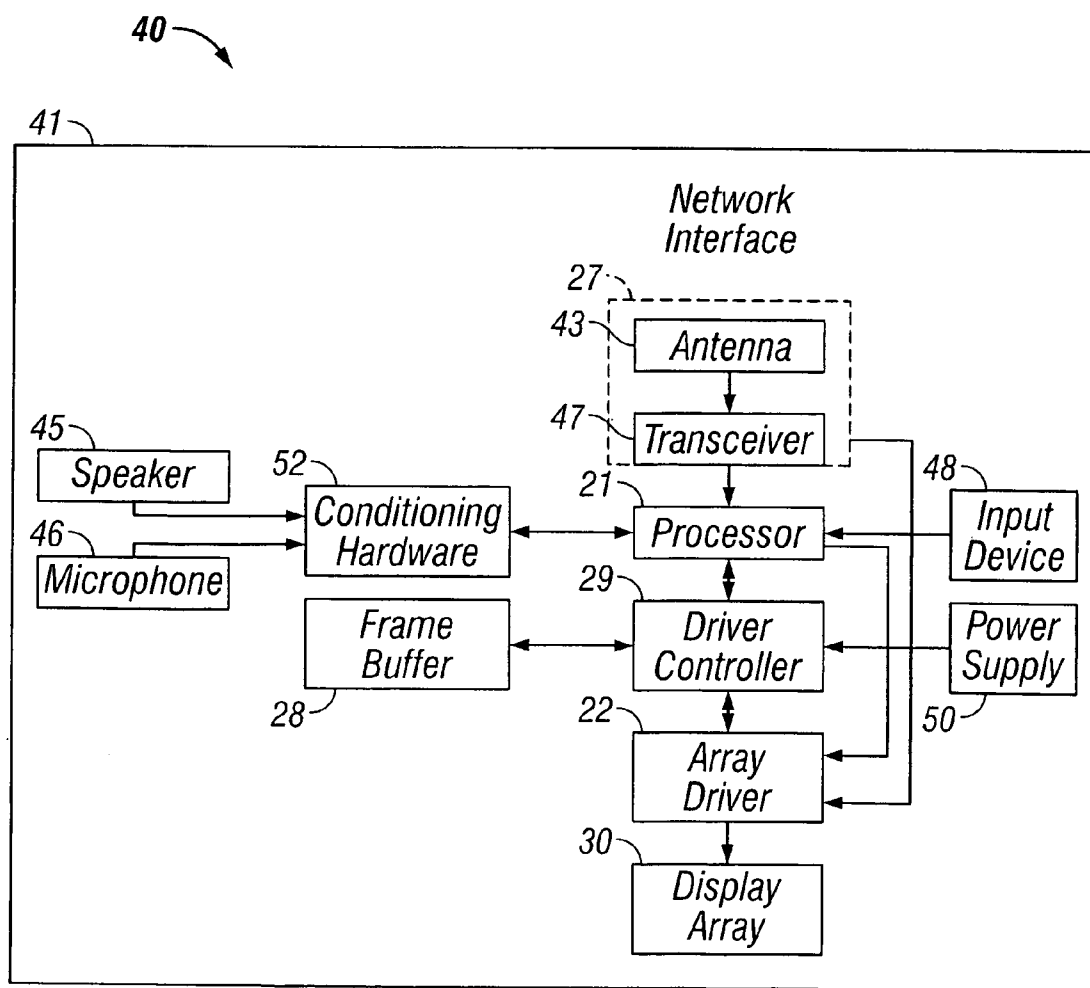 40
41
Network
Interface
27
43
Antenna
47
Transceiver
45
Speaker
52
Conditioning
Hardware
21
Processor
48
Input
Device
46
Microphone
29
Driver
Controller
Frame
Buffer
28
Power
Supply
50
22
Array
Driver
30
Display
Array